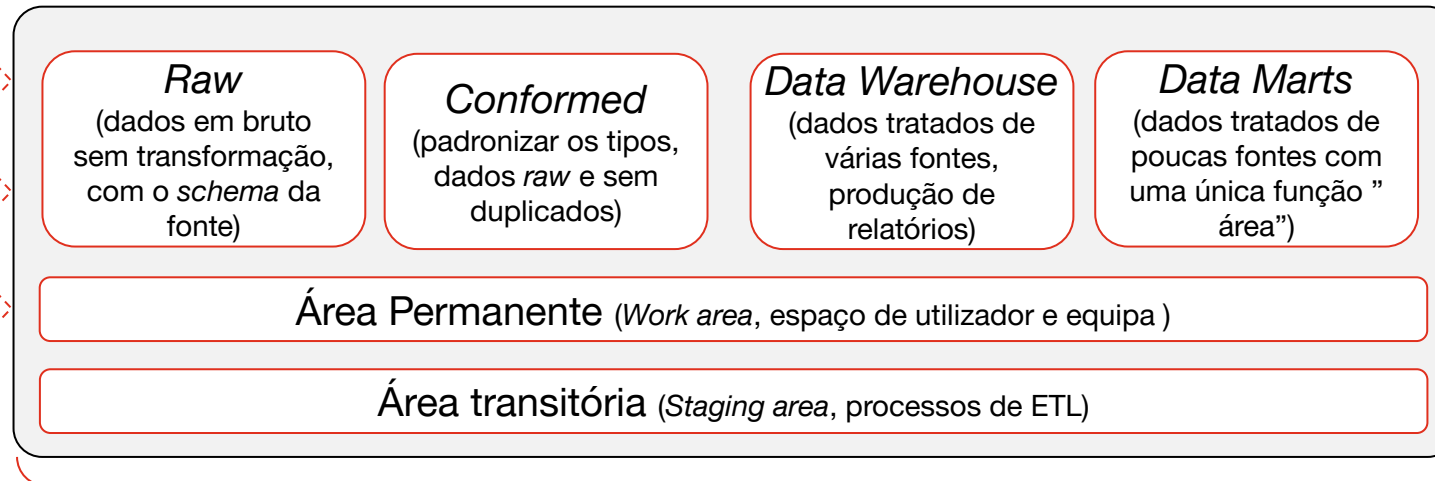 Raw
(dados em bruto
sem transformação,
com o schema da
fonte)
Conformed
(padronizar os tipos,
dados raw e sem
duplicados)
Data Warehouse
(dados tratados de
várias fontes,
produção de
relatórios)
Data Marts
(dados tratados de
poucas fontes com
uma única função ”
área”)
Área Permanente (Work area, espaço de utilizador e equipa )
Área transitória (Staging area, processos de ETL)